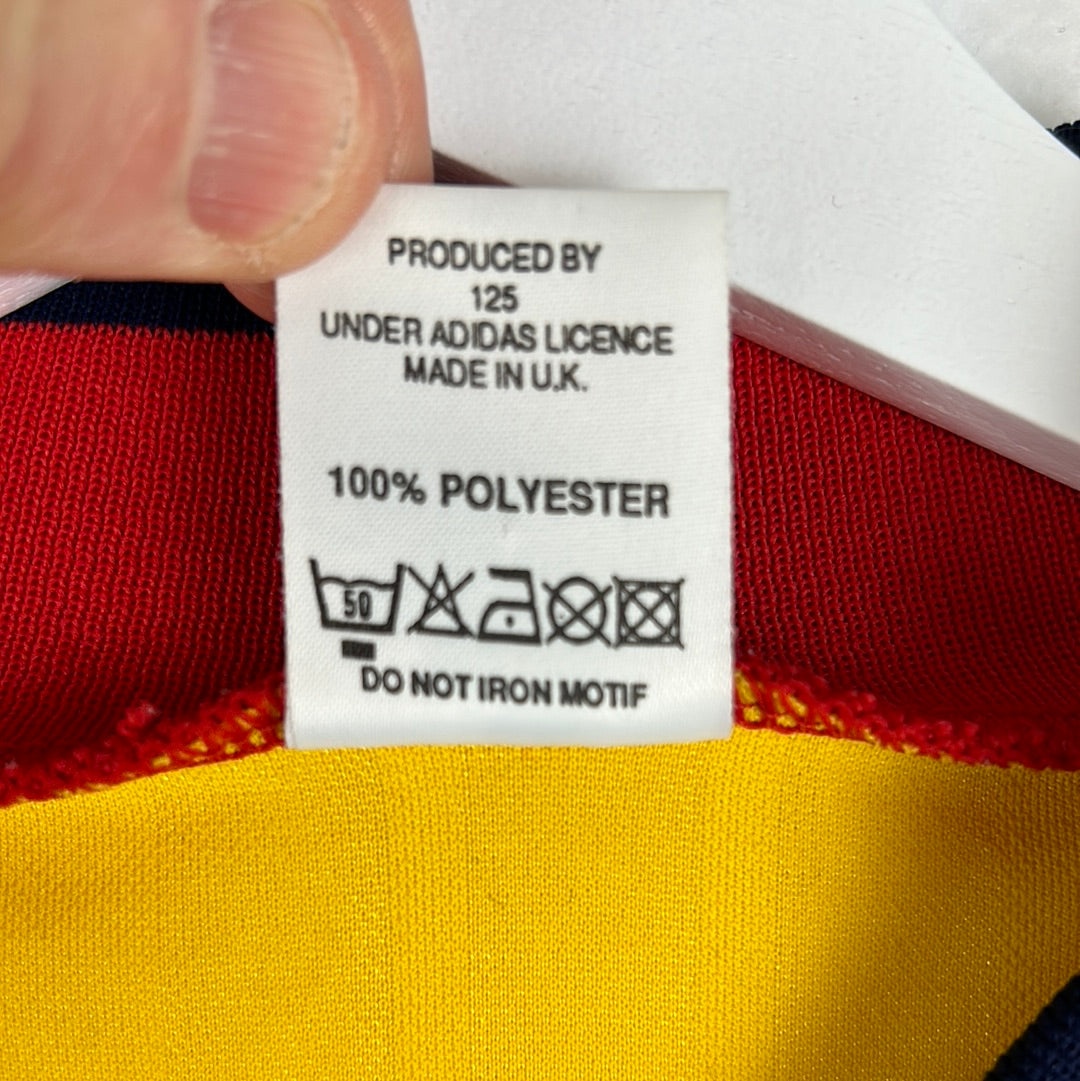 PRODUCED BY
125
UNDER ADIDAS LICENCE
MADE IN U.K.
100% POLYESTER
50
DO NOT IRON MOTIF